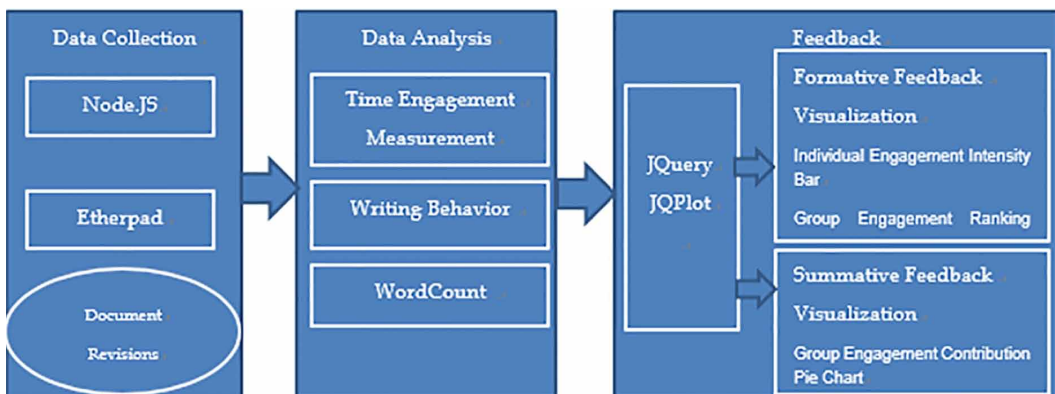 Data Collection
Node.JS
Etherpad
Document
Revisions
Data Analysis
Time Engagement
Measurement
Writing Behavior
WordCount
Feedback
JQuery
JQPlot
Formative Feedback
Visualization
Individual Engagement Intensity
Bar
Group Engagement Ranking
Summative Feedback
Visualization
Group Engagement Contribution
Pie Chart